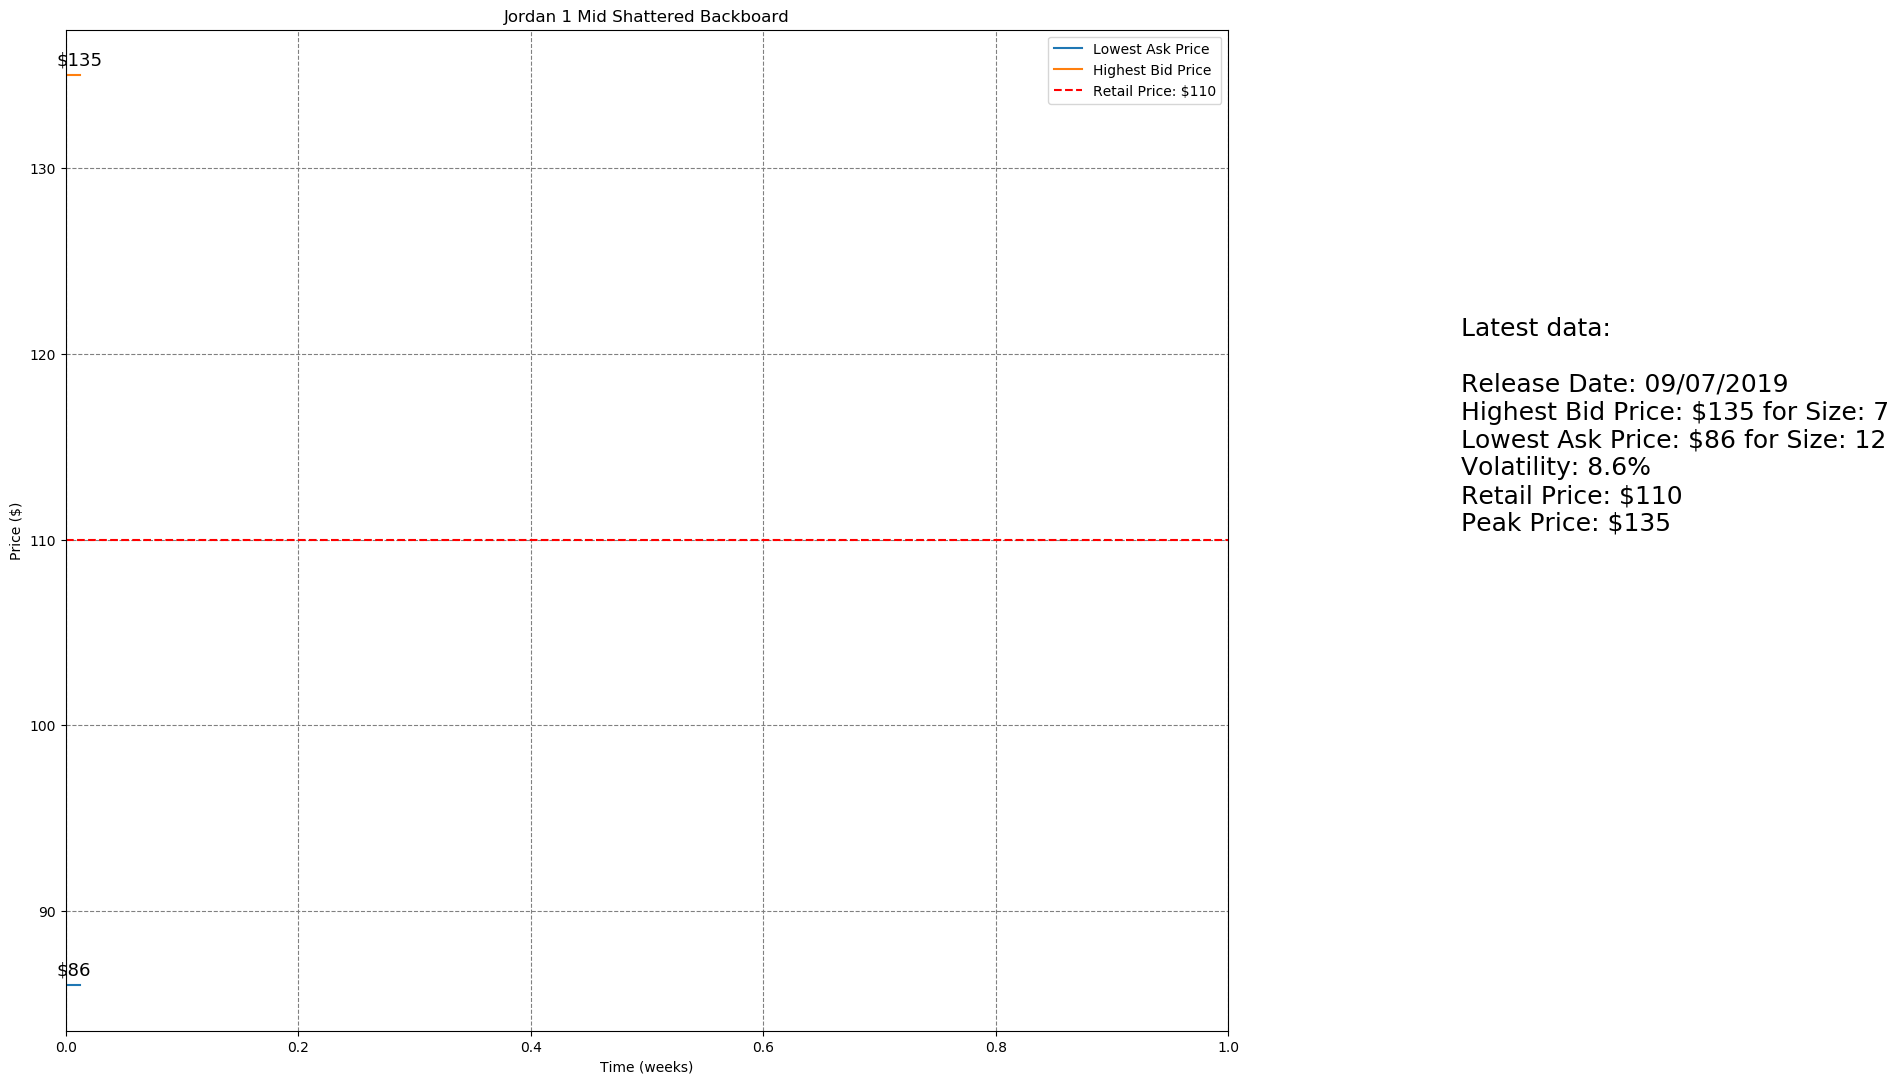 Jordan 1 Mid Shattered Backboard
$135
Lowest Ask Price
Highest Bid Price
Retail Price: $110
130
120
110
100
90
$86
Price ($)
0.0 0.2 0.4 0.6 0.8 1.0
Time (weeks)
Latest data:
Release Date: 09/07/2019
Highest Bid Price: $135 for Size: 7
Lowest Ask Price: $86 for Size: 12
Volatility: 8.6%
Retail Price: $110
Peak Price: $135